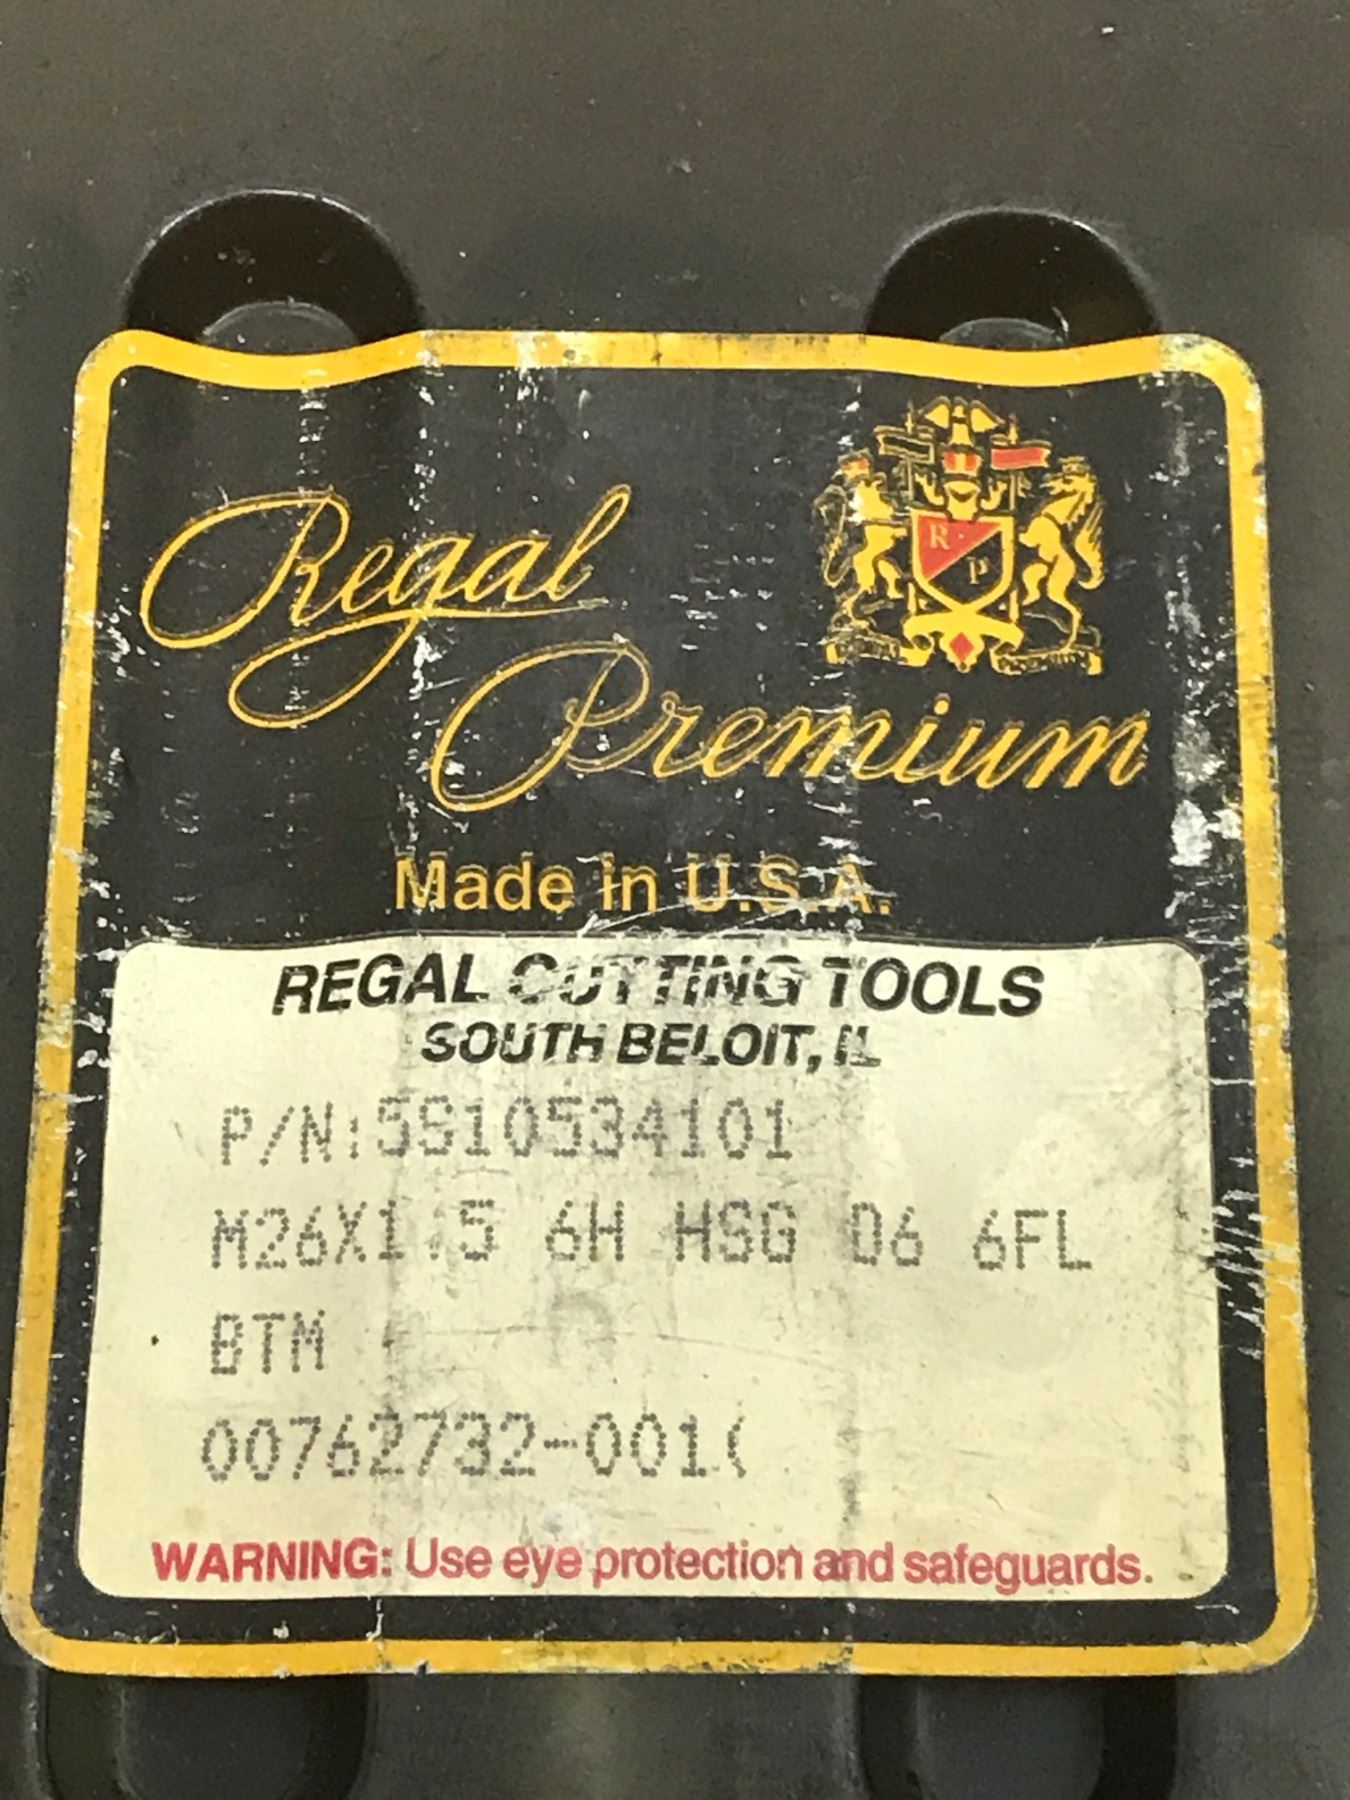 R
P
Regal
Premium
Made in U.S.A.
REGAL CUTTING TOOLS
SOUTH BELOIT, IL
P/N:
M26X1.5 6H HSG D6 6FL
BTM
00762732-001(
WARNING: Use eye protection and safeguards.